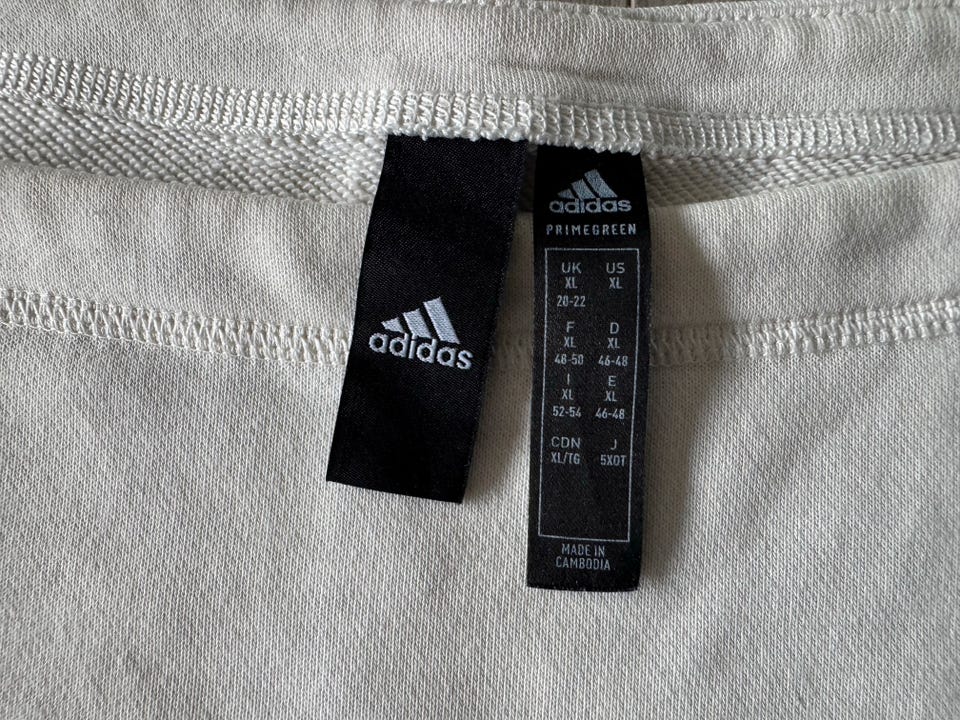 adidas
adidas
PRIMEGREEN
UK US
XL XL
20-22
F D
XL XL
48-50 46-48
I E
XL XL
52-54 46-48
CDN J
XL/TG 5XOT
MADE IN
CAMBODIA